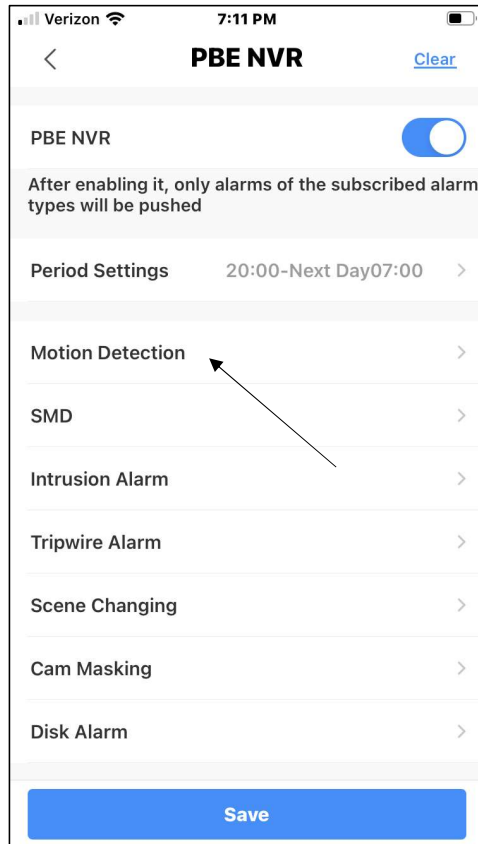 Verizon 7:11 PM
PBE NVR Clear
PBE NVR
After enabling it, only alarms of the subscribed alarm
types will be pushed
Period Settings 20:00-Next Day07:00
Motion Detection
SMD
Intrusion Alarm
Tripwire Alarm
Scene Changing
Cam Masking
Disk Alarm
Save